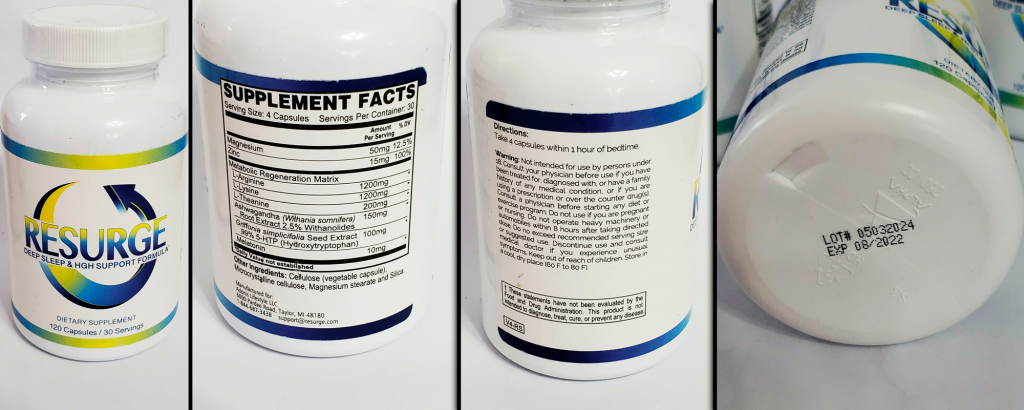 RESURGE
DEEP SLEEP & HGH SUPPORT FORMULA
DIETARY SUPPLEMENT
120 Capsules / 30 Servings
SUPPLEMENT FACTS
Serving Size: 4 Capsules Servings Per Container: 30
Amount Per Serving % DV
Magnesium 50mg 12.5%
Zinc 15mg 100%
Metabolic Regeneration Matrix
L-Arginine 1200mg *
L-Lysine 1200mg *
L-Theanine 200mg *
Ashwagandha (Withania somnifera) 150mg *
Root Extract 2.5% Withanolides
Griffonia simplicifolia Seed Extract 100mg *
99% 5-HTP (Hydroxytryptophan)
Melatonin 10mg *
Daily Value not established
Other Ingredients: Cellulose (vegetable capsule),
Microcrystalline cellulose, Magnesium stearate and Silica
Manufactured for:
Lifestyle LLC
Road, Taylor, MI 48180
support@resurge.com
Directions:
Take 4 capsules within 1 hour of bedtime.
Warning: Not intended for use by persons under
18. Consult your physician before use if you have
been treated for, diagnosed with, or have a family
history of any medical condition, or if you are
using a prescription or over the counter drug(s).
Consult a physician before starting any diet or
exercise program. Do not use if you are pregnant
or nursing. Do not operate heavy machinery or
automobiles within 8 hours after taking directed
dose. Do no exceed recommended serving size
or suggested use. Discontinue use and consult
medical doctor if you experience unusual
symptoms. Keep out of reach of children. Store in
a cool, dry place (60 F to 80 F).
† These statements have not been evaluated by the
Food and Drug Administration. This product is not
intended to diagnose, treat, cure, or prevent any disease.
V4-RS
DEEP SLEEP
DIETARY
120 Capsules
LOT# 05032024
EXP 08/2022